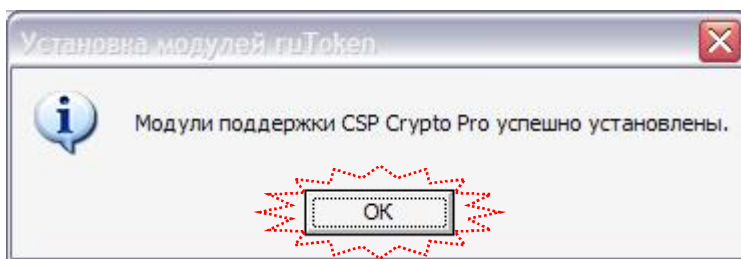 Установка модулей ruToken
Модули поддержки CSP Crypto Pro успешно установлены.
OK